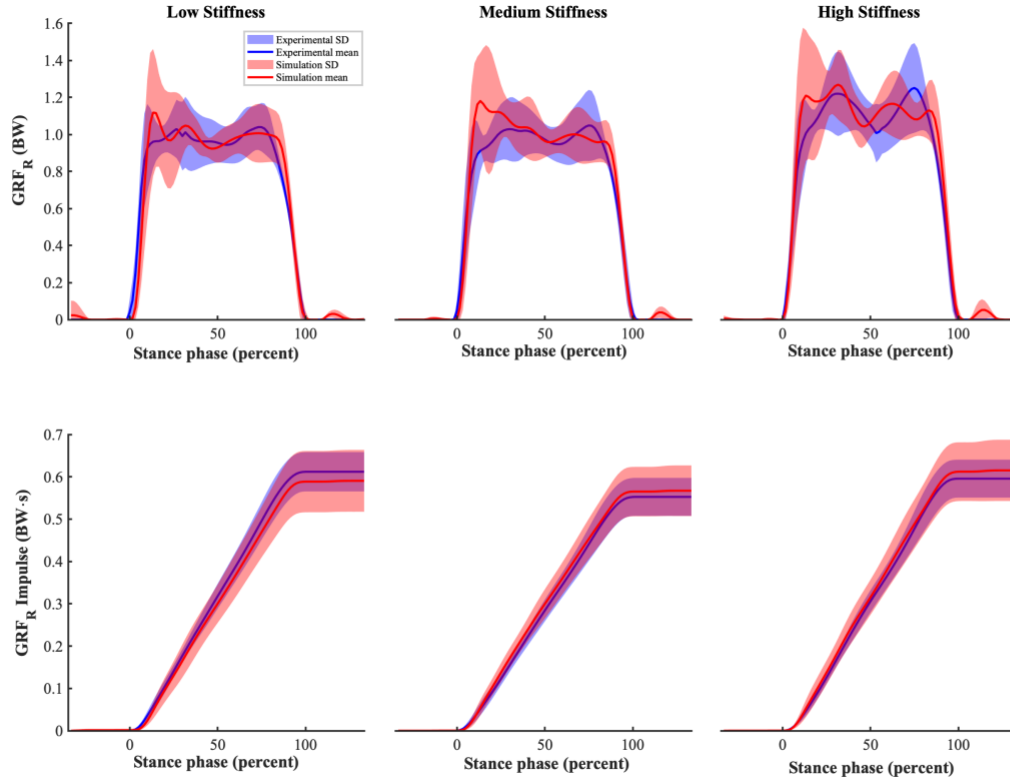 Low Stiffness
Medium Stiffness
High Stiffness
GRF_R (BW)
1.6
1.4
1.2
1.0
0.8
0.6
0.4
0.2
0
Experimental SD
Experimental mean
Simulation SD
Simulation mean
0 50 100
0 50 100
0 50 100
Stance phase (percent)
Stance phase (percent)
Stance phase (percent)
GRF_R Impulse (BW·s)
0.7
0.6
0.5
0.4
0.3
0.2
0.1
0
0 50 100
0 50 100
0 50 100
Stance phase (percent)
Stance phase (percent)
Stance phase (percent)